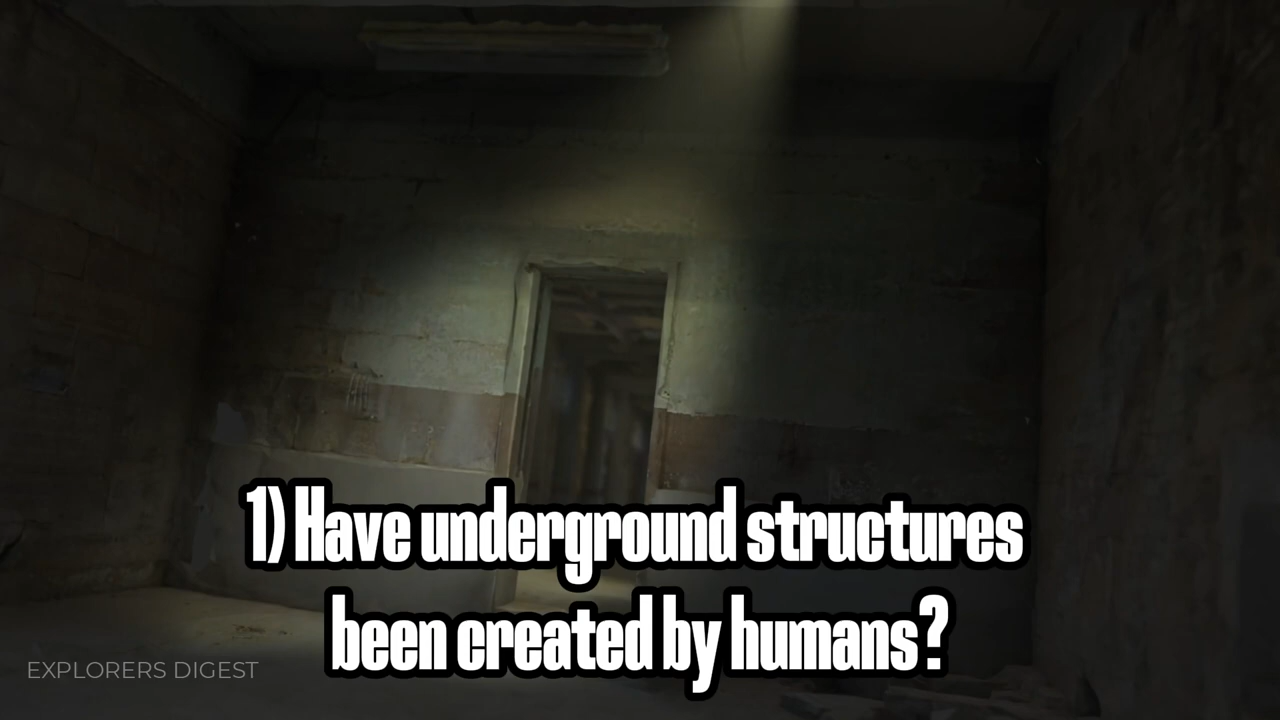 1) Have underground structures
been created by humans?
EXPLORERS DIGEST